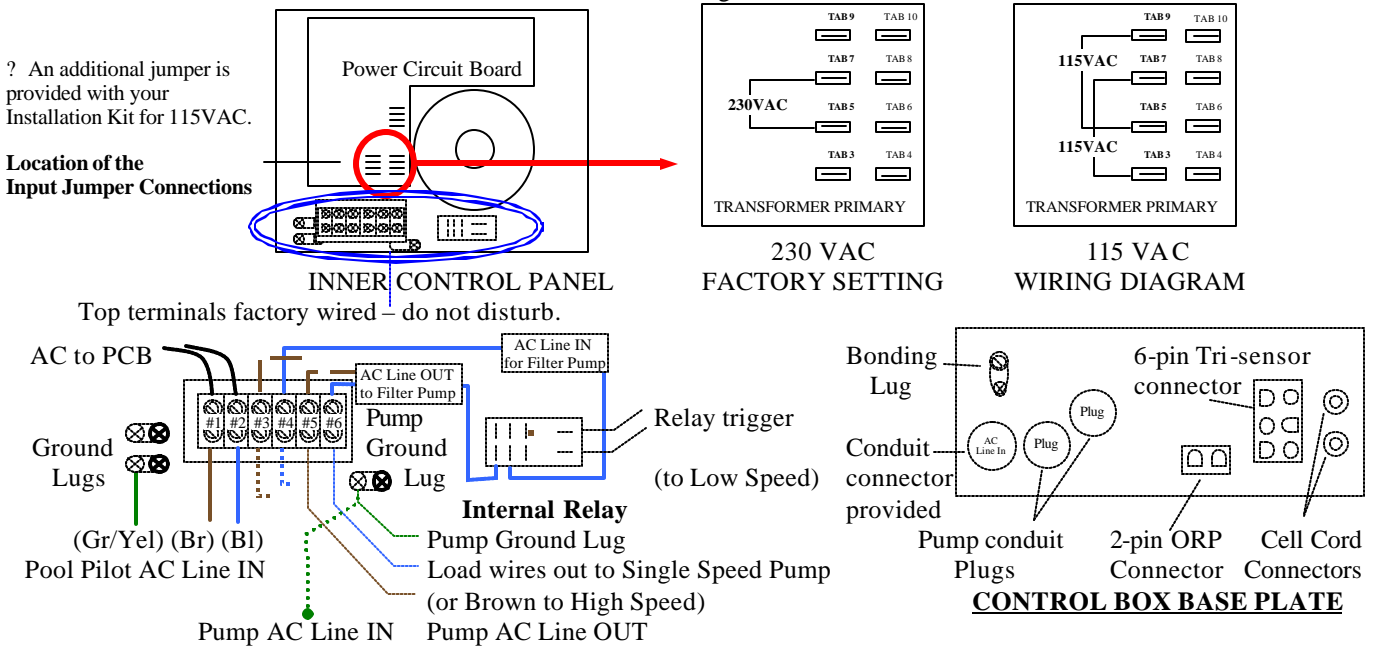 ? An additional jumper is
provided with your
Installation Kit for 115VAC.
Location of the
Input Jumper Connections
Power Circuit Board
INNER CONTROL PANEL
TAB 9 TAB 10
TAB 7 TAB 8
230VAC
TAB 5 TAB 6
TAB 3 TAB 4
TRANSFORMER PRIMARY
230 VAC
FACTORY SETTING
TAB 9 TAB 10
115VAC TAB 7 TAB 8
TAB 5 TAB 6
115VAC
TAB 3 TAB 4
TRANSFORMER PRIMARY
115 VAC
WIRING DIAGRAM
Top terminals factory wired – do not disturb.
AC to PCB
AC Line IN
for Filter Pump
AC Line OUT
to Filter Pump
#1 #2 #3 #4 #5 #6
Ground
Lugs
Pump
Ground
Lug
Relay trigger
(to Low Speed)
Internal Relay
(Gr/Yel) (Br) (Bl)
Pool Pilot AC Line IN
Pump Ground Lug
Load wires out to Single Speed Pump
(or Brown to High Speed)
Pump AC Line IN
Pump AC Line OUT
Bonding
Lug
6-pin Tri-sensor
connector
Plug
AC
Line In
Plug
Conduit
connector
provided
Pump conduit
Plugs
2-pin ORP
Connector
Cell Cord
Connectors
CONTROL BOX BASE PLATE